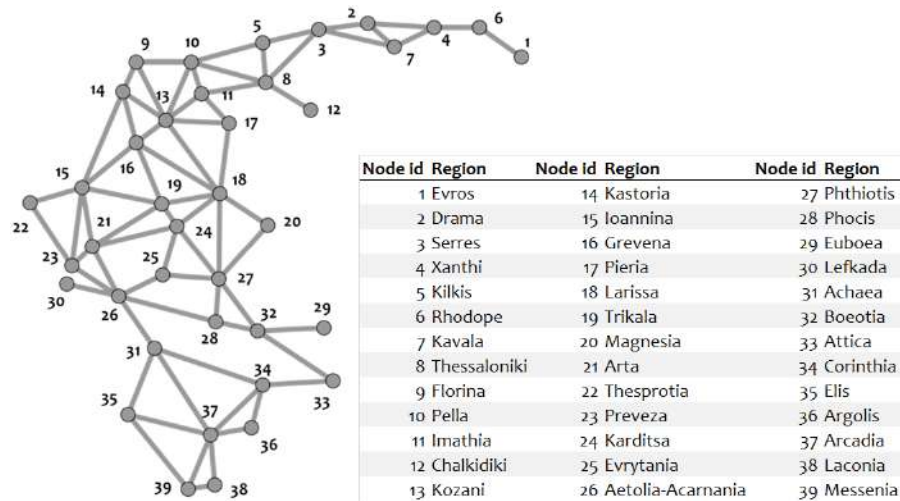 2
6
5
3
4
1
9
10
7
8
14
13
11
12
17
16
15
19
18
22
21
24
20
23
25
27
30
26
28
32
29
31
34
33
35
37
36
39
38
Node id Region Node id Region Node id Region
1 Evros 14 Kastoria 27 Phthiotis
2 Drama 15 Ioannina 28 Phocis
3 Serres 16 Grevena 29 Euboea
4 Xanthi 17 Pieria 30 Lefkada
5 Kilkis 18 Larissa 31 Achaea
6 Rhodope 19 Trikala 32 Boeotia
7 Kavala 20 Magnesia 33 Attica
8 Thessaloniki 21 Arta 34 Corinthia
9 Florina 22 Thesprotia 35 Elis
10 Pella 23 Preveza 36 Argolis
11 Imathia 24 Karditsa 37 Arcadia
12 Chalkidiki 25 Evrytania 38 Laconia
13 Kozani 26 Aetolia-Acarnania 39 Messenia